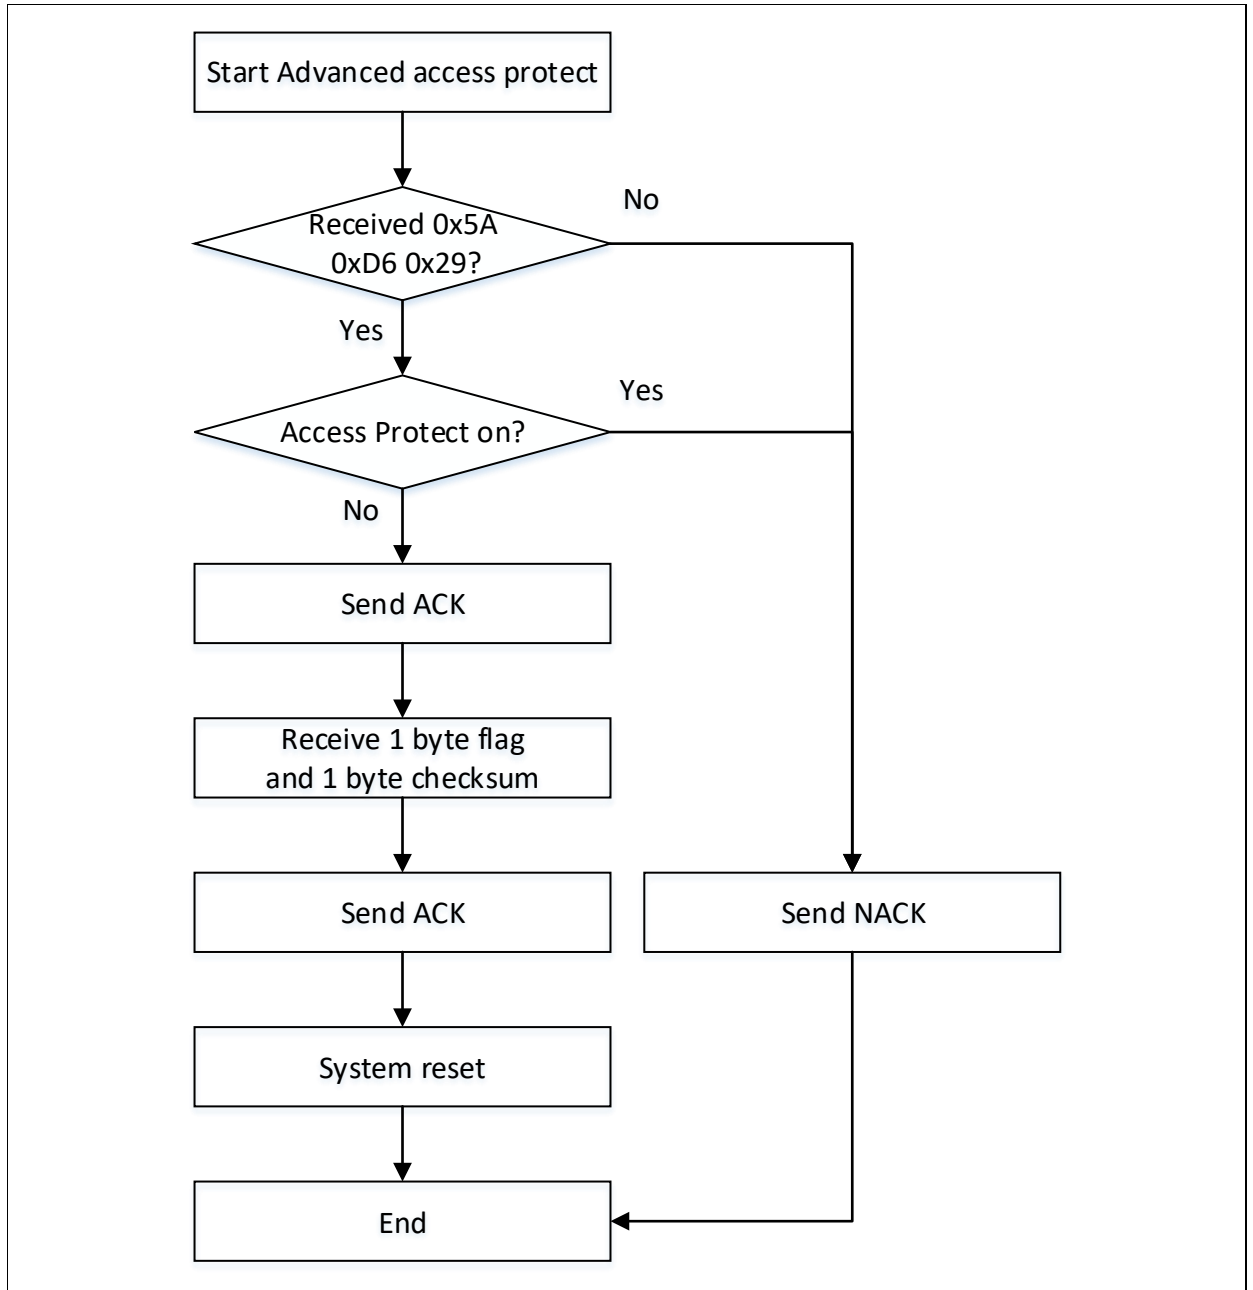 Start Advanced access protect
No
Received 0x5A
0xD6 0x29?
Yes
Yes
Access Protect on?
No
Send ACK
Receive 1 byte flag
and 1 byte checksum
Send ACK
Send NACK
System reset
End